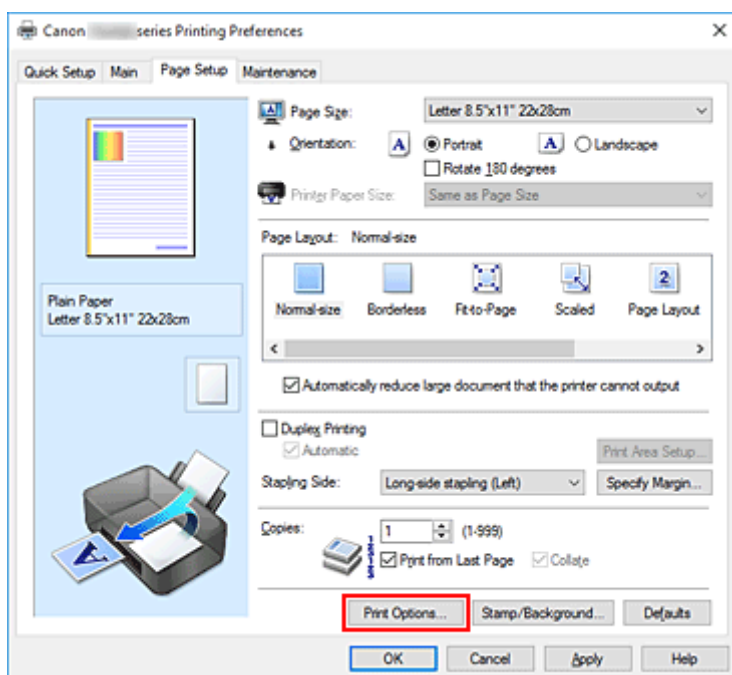 Canon series Printing Preferences
Quick Setup Main Page Setup Maintenance
Page Size: Letter 8.5"x11" 22x28cm
Orientation: A Portrait A Landscape
Rotate 180 degrees
Printer Paper Size: Same as Page Size
Page Layout: Normal-size
Normal-size Borderless Fit-to-Page Scaled Page Layout
Plain Paper
Letter 8.5"x11" 22x28cm
Automatically reduce large document that the printer cannot output
Duplex Printing
Automatic Print Area Setup...
Stapling Side: Long-side stapling (Left) Specify Margin...
Copies: 1 (1-999)
Print from Last Page Collate
Print Options... Stamp/Background... Defaults
OK Cancel Apply Help